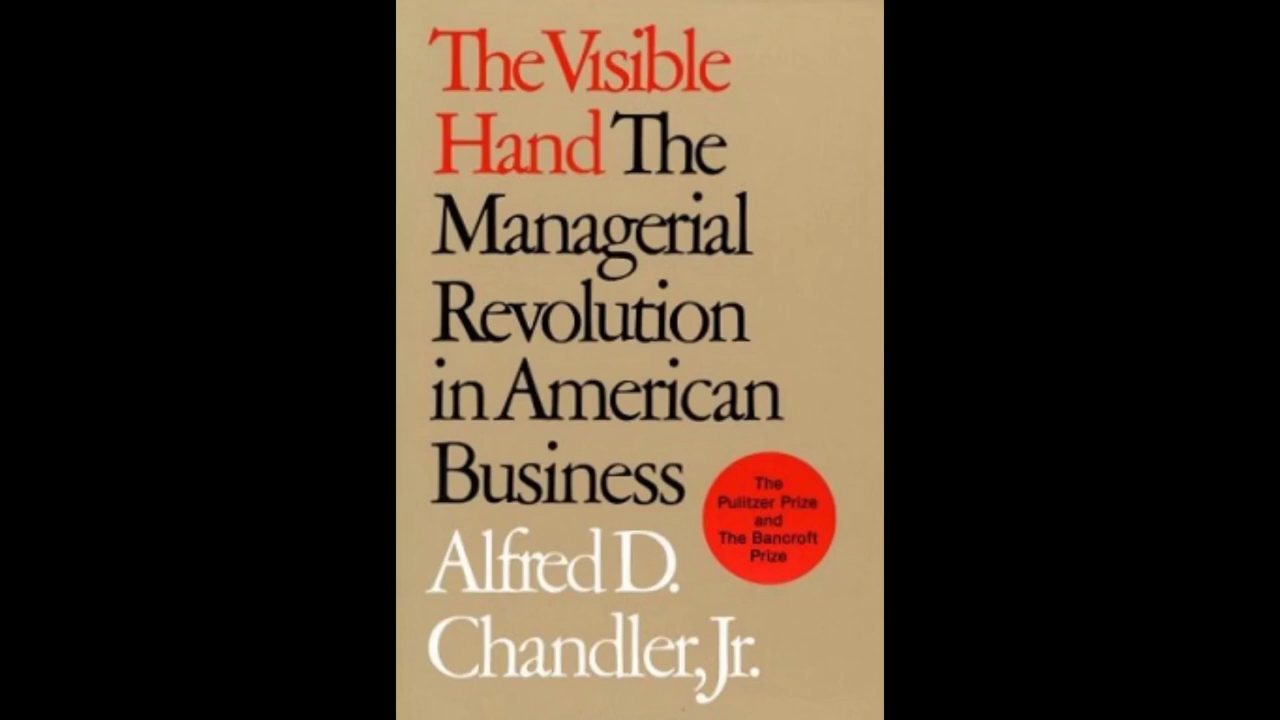 The Visible
Hand The
Managerial
Revolution
in American
Business
The
Pulitzer Prize
and
The Bancroft
Prize
Alfred D.
Chandler, Jr.